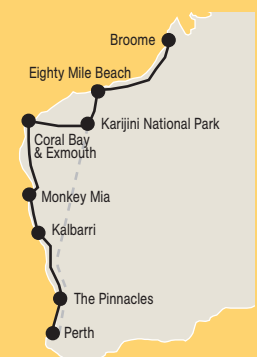 Broome
Eighty Mile Beach
Karijini National Park
Coral Bay
& Exmouth
Monkey Mia
Kalbarri
The Pinnacles
Perth